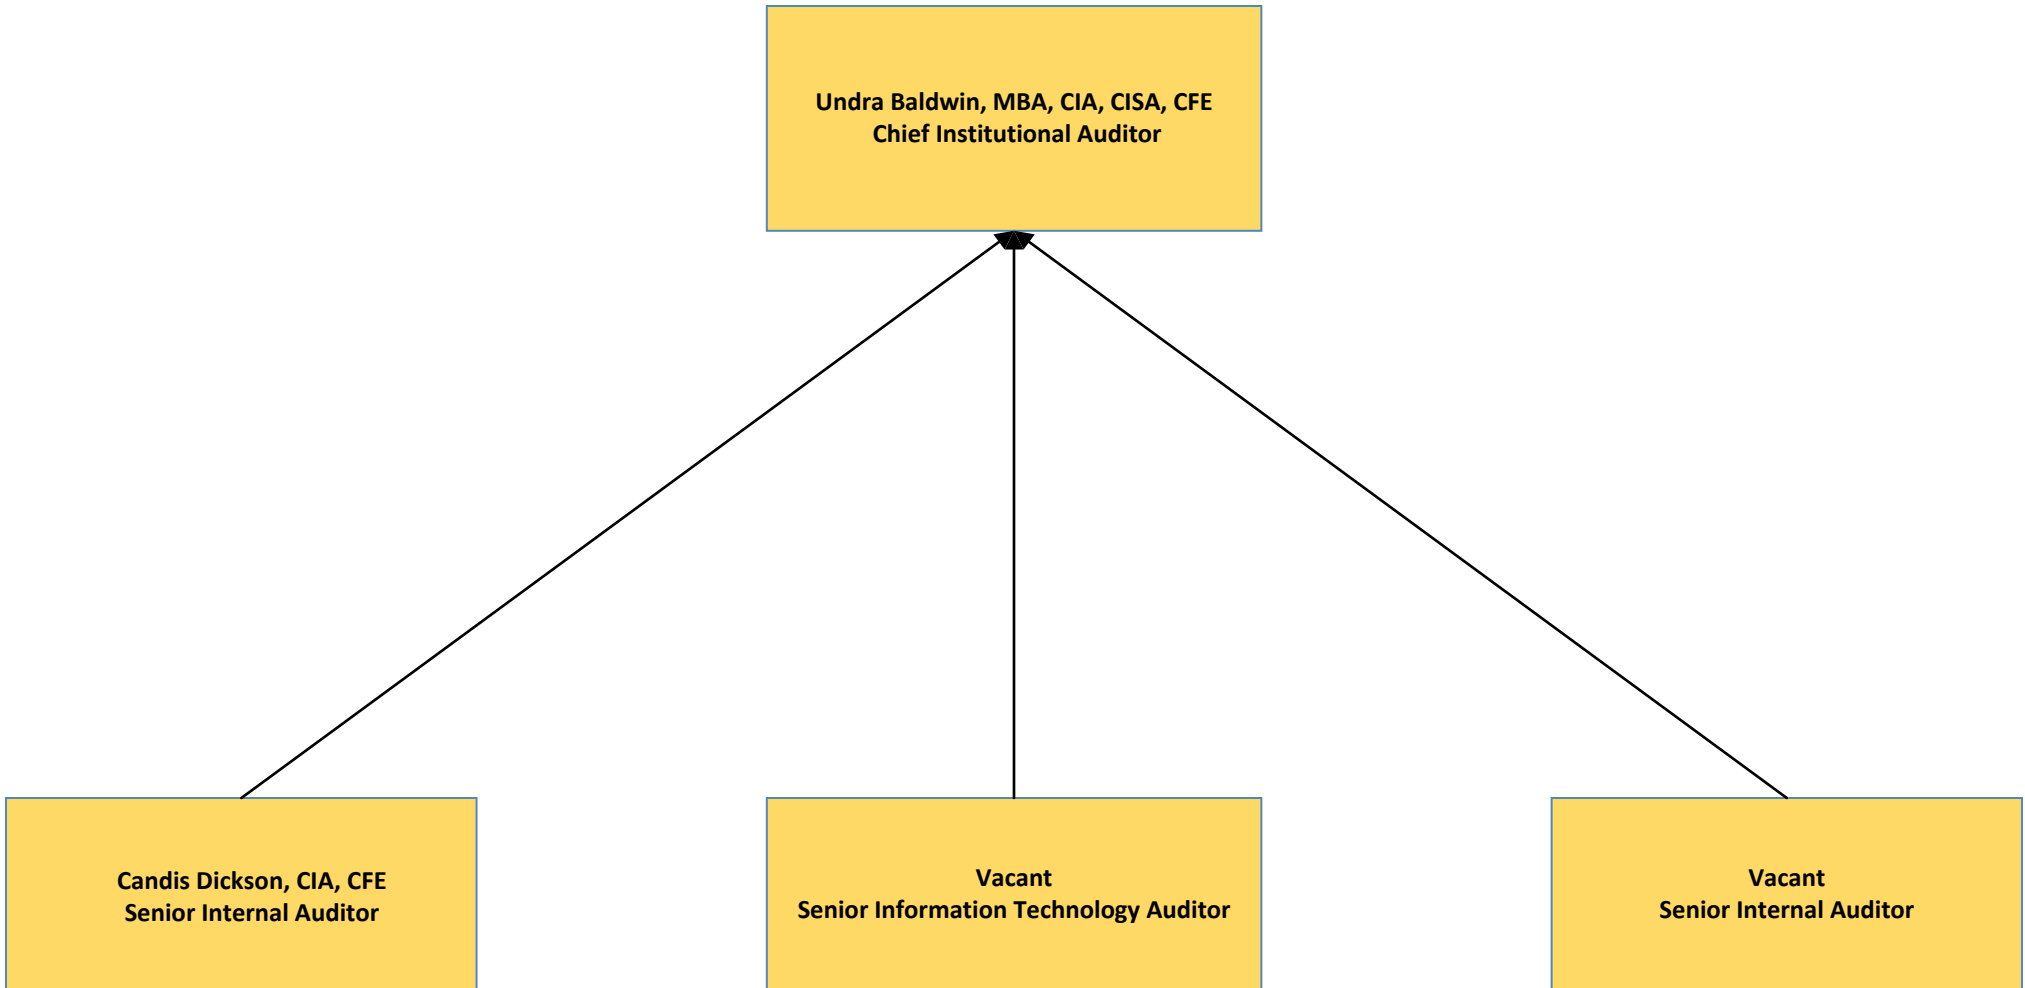 Undra Baldwin, MBA, CIA, CISA, CFE
Chief Institutional Auditor
Candis Dickson, CIA, CFE
Senior Internal Auditor
Vacant
Senior Information Technology Auditor
Vacant
Senior Internal Auditor